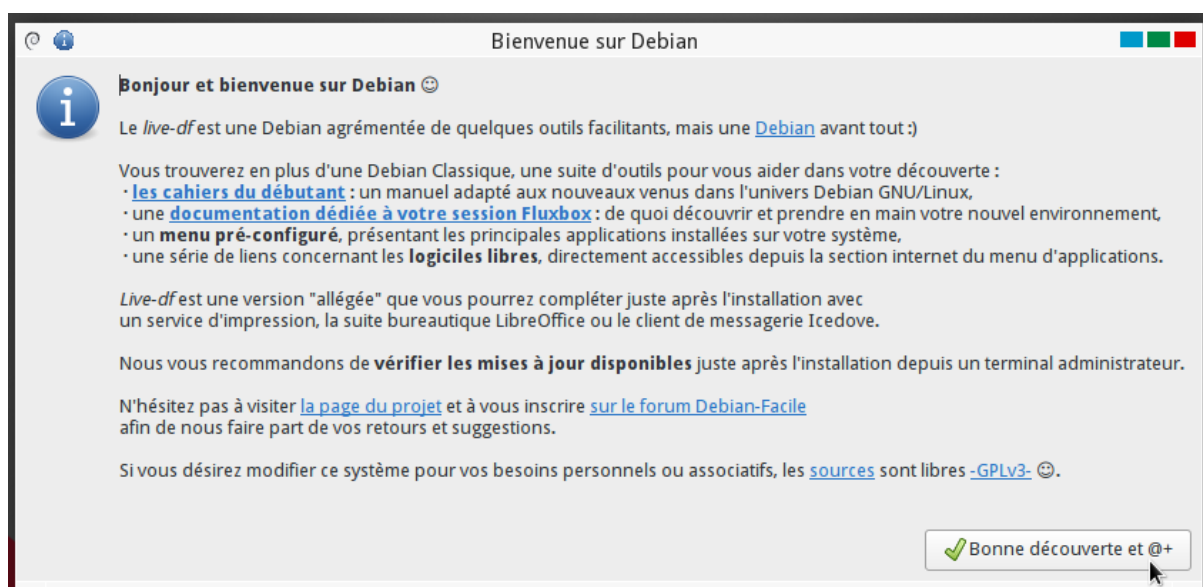 Bienvenue sur Debian
Bonjour et bienvenue sur Debian ☺
Le live-df est une Debian agrémentée de quelques outils facilitants, mais une Debian avant tout :)
Vous trouverez en plus d'une Debian Classique, une suite d'outils pour vous aider dans votre découverte :
· les cahiers du débutant : un manuel adapté aux nouveaux venus dans l'univers Debian GNU/Linux,
· une documentation dédiée à votre session Fluxbox : de quoi découvrir et prendre en main votre nouvel environnement,
· un menu pré-configuré, présentant les principales applications installées sur votre système,
· une série de liens concernant les logiciels libres, directement accessibles depuis la section internet du menu d'applications.
Live-df est une version "allégée" que vous pourrez compléter juste après l'installation avec
un service d'impression, la suite bureautique LibreOffice ou le client de messagerie Icedove.
Nous vous recommandons de vérifier les mises à jour disponibles juste après l'installation depuis un terminal administrateur.
N'hésitez pas à visiter la page du projet et à vous inscrire sur le forum Debian-Facile
afin de nous faire part de vos retours et suggestions.
Si vous désirez modifier ce système pour vos besoins personnels ou associatifs, les sources sont libres -GPLv3- ☺.
Bonne découverte et @+